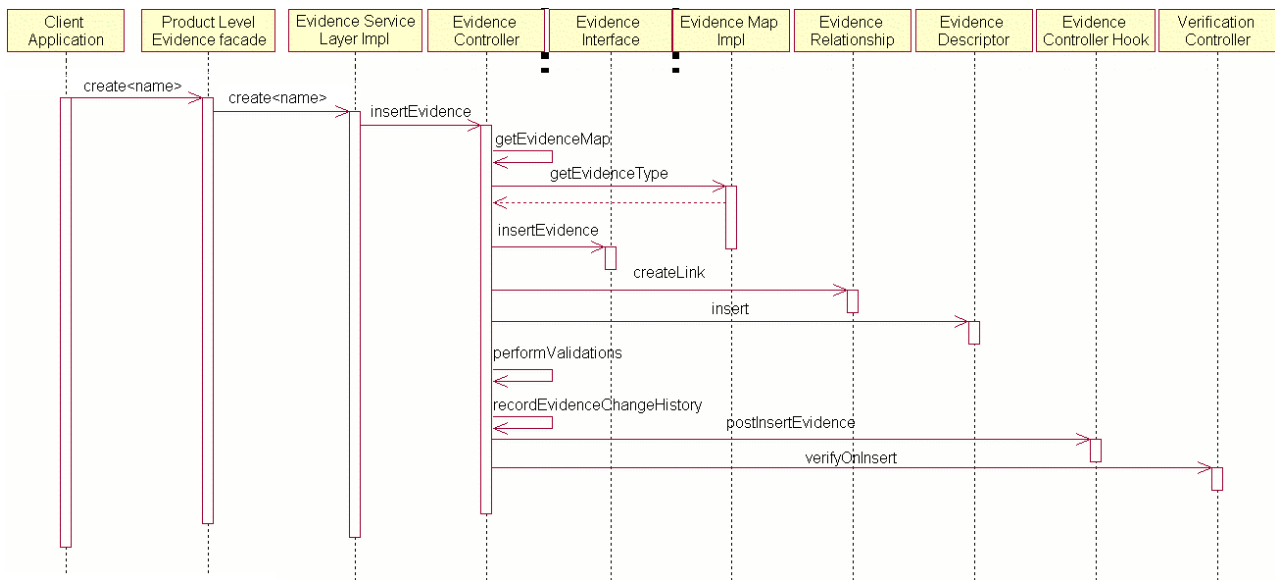 Client
Application
Product Level
Evidence facade
Evidence Service
Layer Impl
Evidence
Controller
Evidence
Interface
Evidence Map
Impl
Evidence
Relationship
Evidence
Descriptor
Evidence
Controller Hook
Verification
Controller
create<name>
create<name>
insertEvidence
getEvidenceMap
getEvidenceType
insertEvidence
createLink
insert
performValidations
recordEvidenceChangeHistory
postInsertEvidence
verifyOnInsert